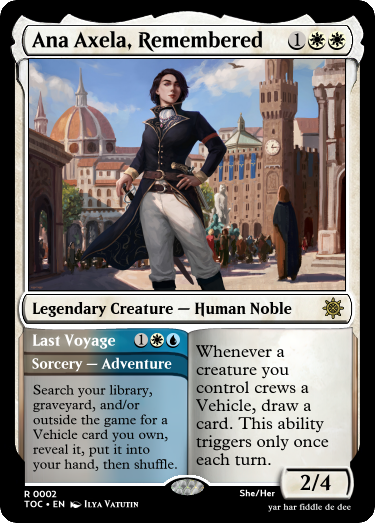 Ana Axela, Remembered 1
Legendary Creature — Human Noble
Last Voyage 1
Sorcery — Adventure
Search your library,
graveyard, and/or
outside the game for a
Vehicle card you own,
reveal it, put it into
your hand, then shuffle.
Whenever a
creature you
control crews a
Vehicle, draw a
card. This ability
triggers only once
each turn.
2/4
R 0002
TOC • EN Ilya Vatutin
She/Her
yar har fiddle de dee